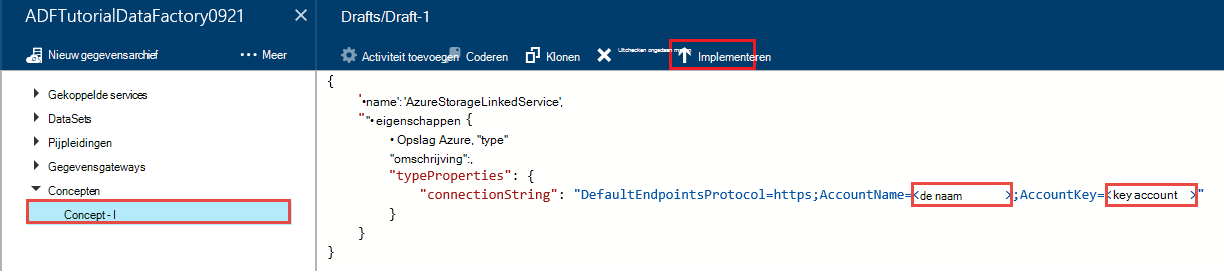 ADFTutorialDataFactory0921
Nieuw gegevensarchief
Meer
Gekoppelde services
DataSets
Pijpleidingen
Gegevensgateways
Concepten
Concept - I
Drafts/Draft-1
Activiteit toevoegen Coderen Klonen Uitchecken ongedaan maken Implementeren
{
'•name': 'AzureStorageLinkedService',
" "• eigenschappen {
• Opslag Azure, "type"
"omschrijving":,
"typeProperties": {
"connectionString": "DefaultEndpointsProtocol=https;AccountName=<de naam >;AccountKey=<key account >"
}
}
}